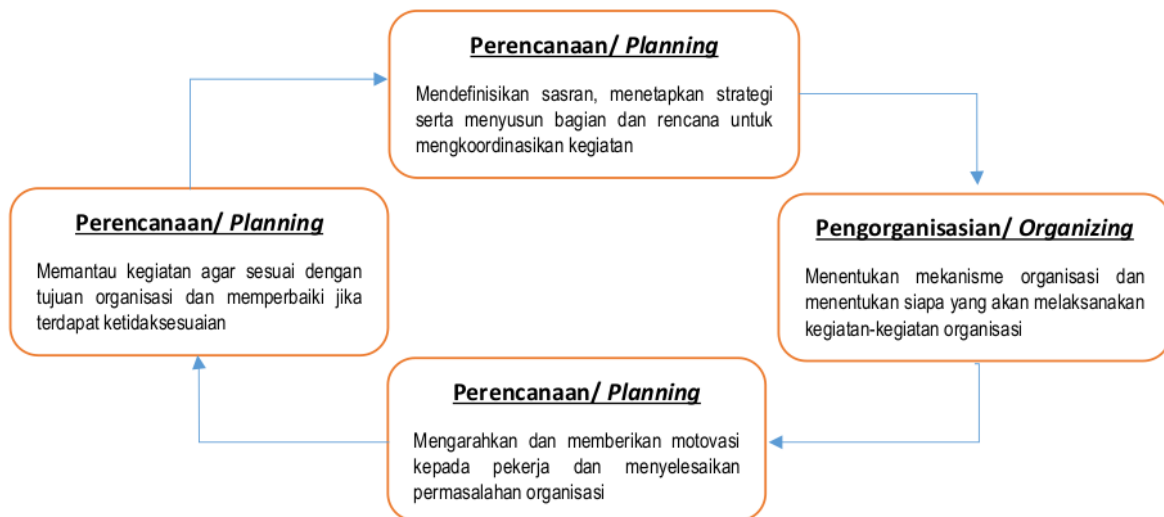 Perencanaan/ Planning
Mendefinisikan sasran, menetapkan strategi
serta menyusun bagian dan rencana untuk
mengkoordinasikan kegiatan
Pengorganisasian/ Organizing
Menentukan mekanisme organisasi dan
menentukan siapa yang akan melaksanakan
kegiatan-kegiatan organisasi
Perencanaan/ Planning
Mengarahkan dan memberikan motovasi
kepada pekerja dan menyelesaikan
permasalahan organisasi
Perencanaan/ Planning
Memantau kegiatan agar sesuai dengan
tujuan organisasi dan memperbaiki jika
terdapat ketidaksesuaian